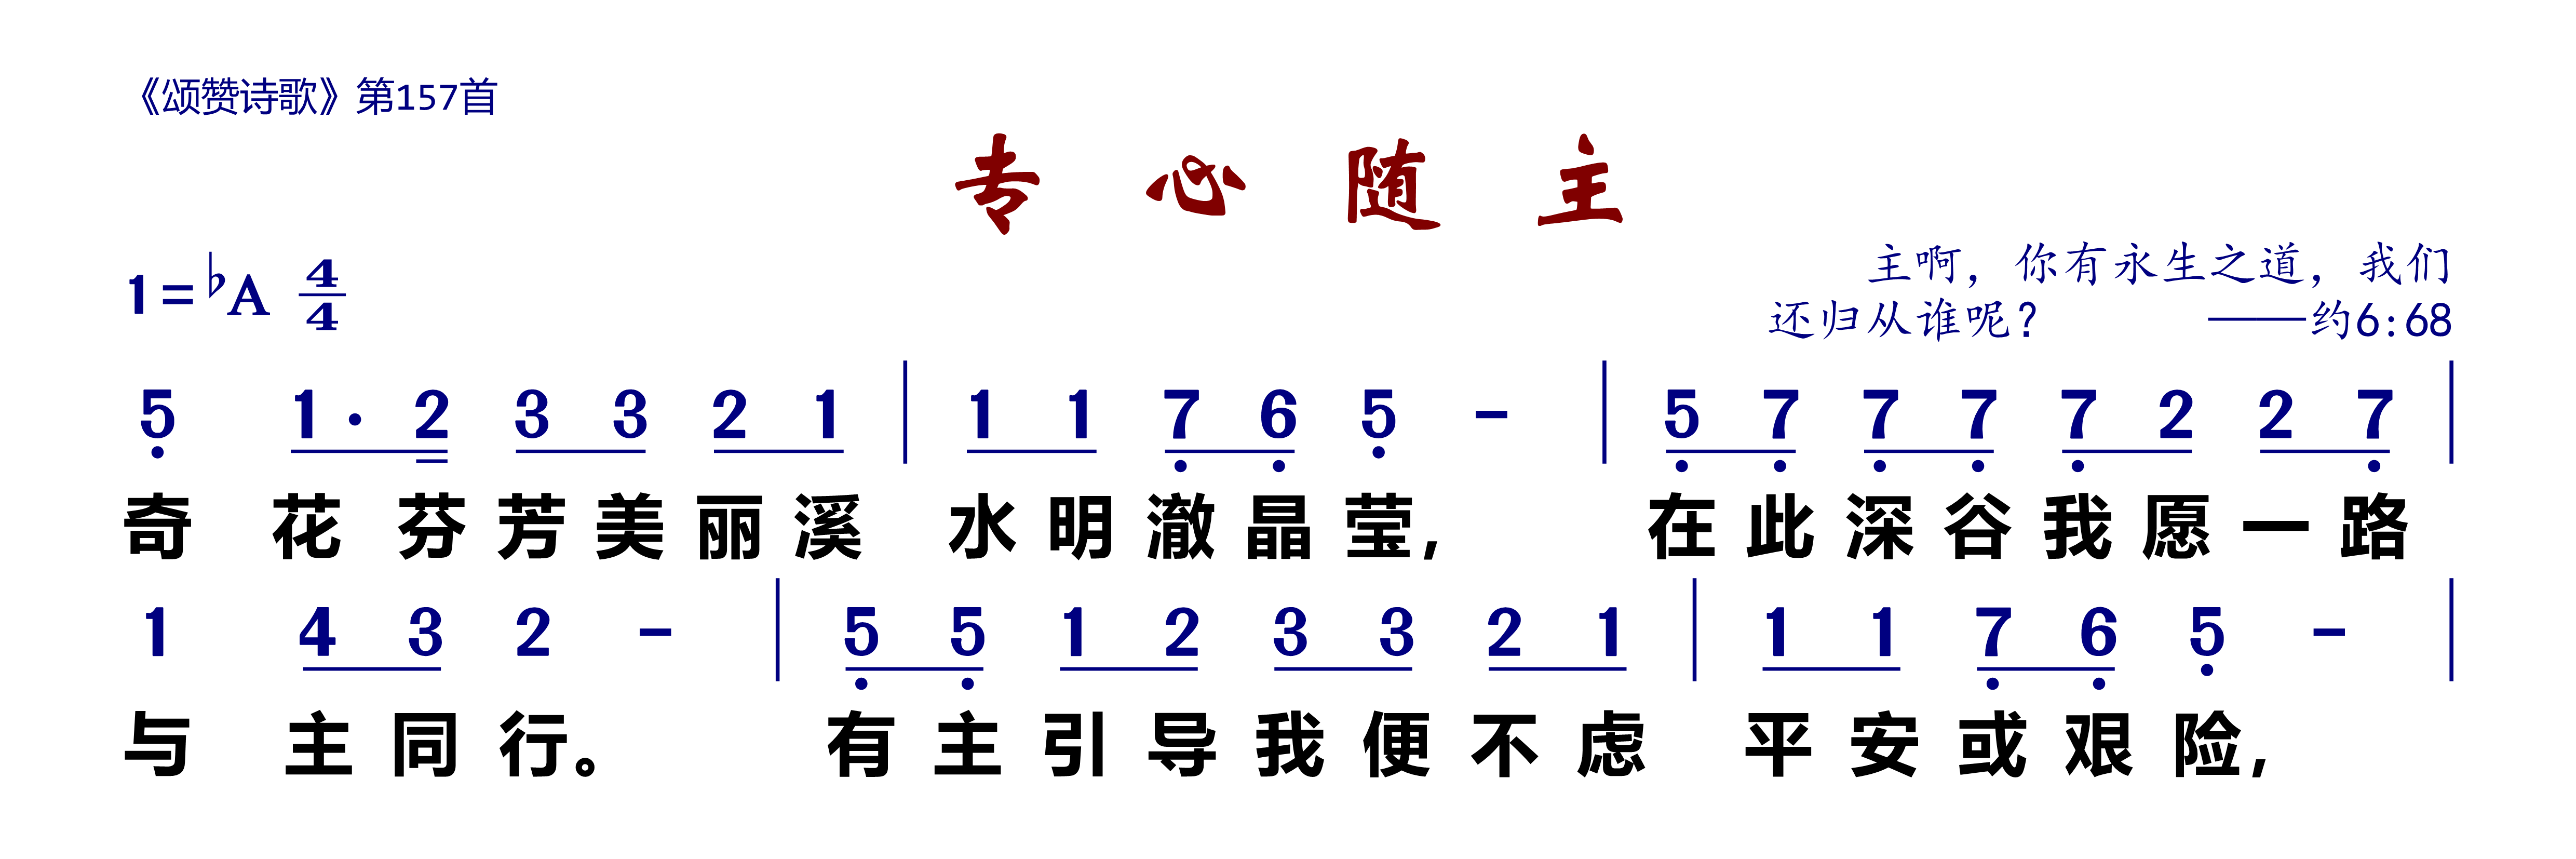 《颂赞诗歌》第157首
专心随主
1=♭A 4/4
主啊，你有永生之道，我们
还归从谁呢？ ——约6:68
5̣ 1· 2 3 3 2 1 | 1 1 7̣ 6̣ 5̣ - | 5̣ 7̣ 7̣ 7̣ 7̣ 2 2 7̣ |
奇花芬芳美丽溪水明澈晶莹，在此深谷我愿一路
1 4 3 2 - | 5̣ 5̣ 1 2 3 3 2 1 | 1 1 7̣ 6̣ 5̣ - |
与主同行。有主引导我便不虑平安或艰险，